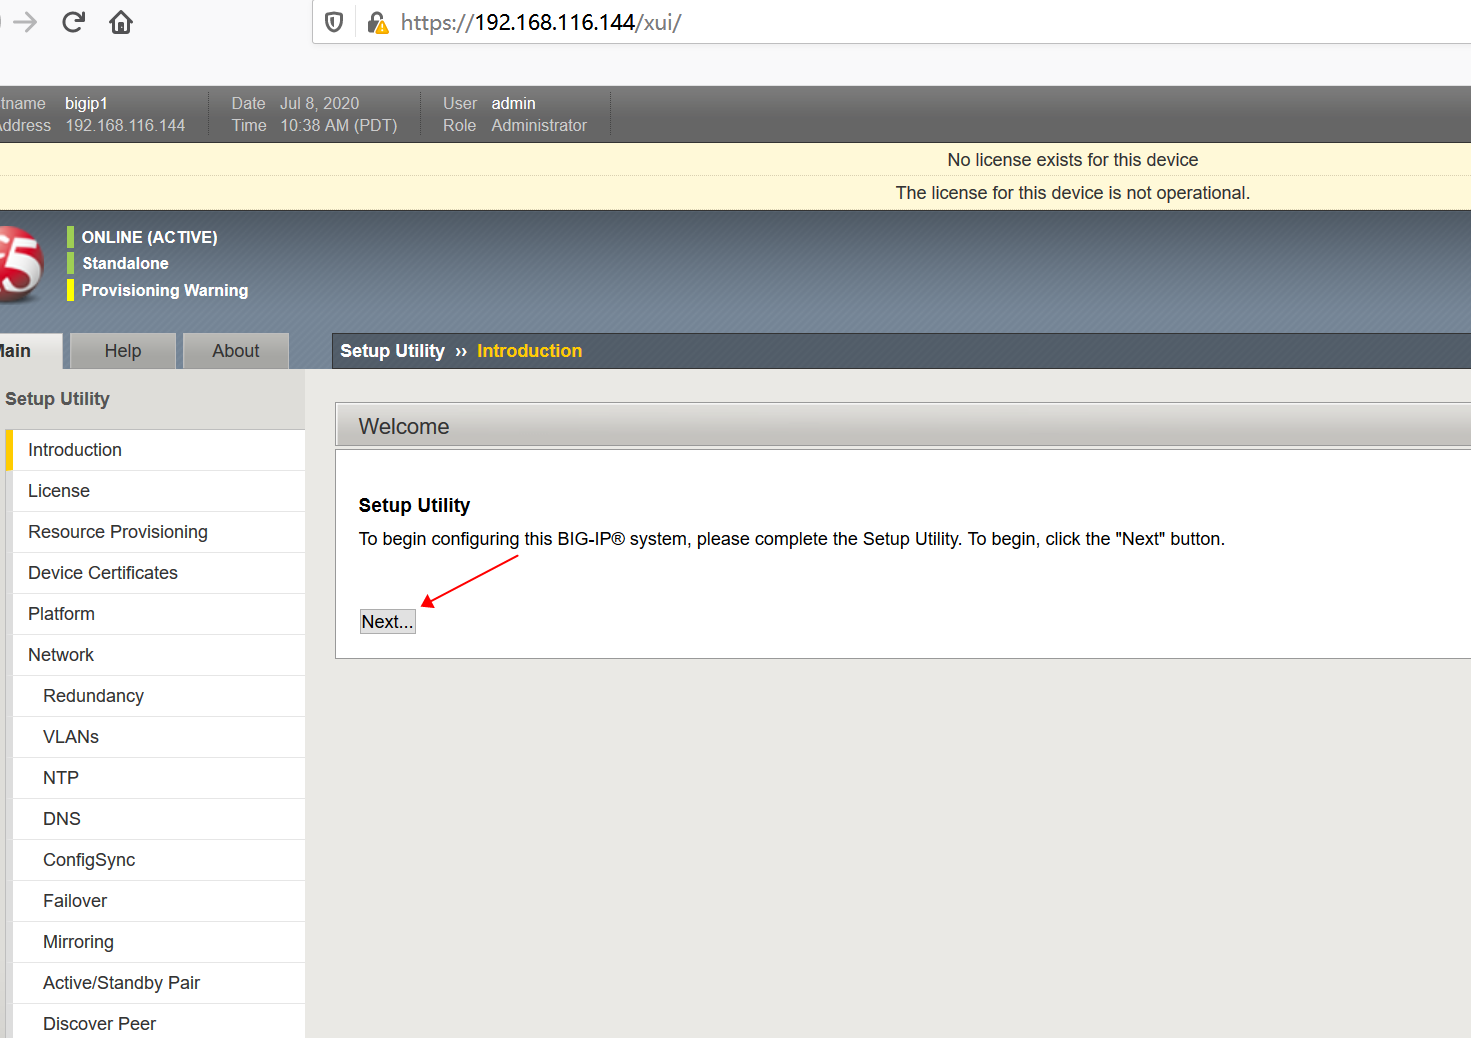 https://192.168.116.144/xui/
tname bigip1 Date Jul 8, 2020 User admin
ddress 192.168.116.144 Time 10:38 AM (PDT) Role Administrator
No license exists for this device
The license for this device is not operational.
5
ONLINE (ACTIVE)
Standalone
Provisioning Warning
Main Help About Setup Utility ›› Introduction
Setup Utility
Welcome
Introduction
License
Resource Provisioning
Device Certificates
Platform
Network
Redundancy
VLANs
NTP
DNS
ConfigSync
Failover
Mirroring
Active/Standby Pair
Discover Peer
Setup Utility
To begin configuring this BIG-IP® system, please complete the Setup Utility. To begin, click the "Next" button.
Next...